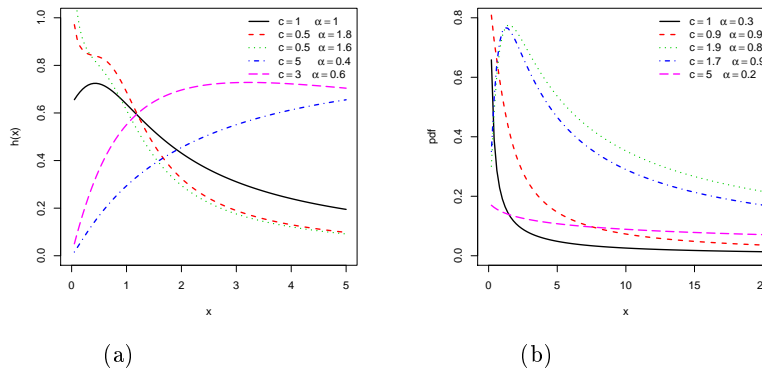 c = 1 α = 1
c = 0.5 α = 1.8
c = 0.5 α = 1.6
c = 5 α = 0.4
c = 3 α = 0.6
h(x)
0.0 0.2 0.4 0.6 0.8 1.0
0 1 2 3 4 5
x
(a)
c = 1 α = 0.3
c = 0.9 α = 0.9
c = 1.9 α = 0.8
c = 1.7 α = 0.9
c = 5 α = 0.2
pdf
0.0 0.2 0.4 0.6 0.8
0 5 10 15 20
x
(b)